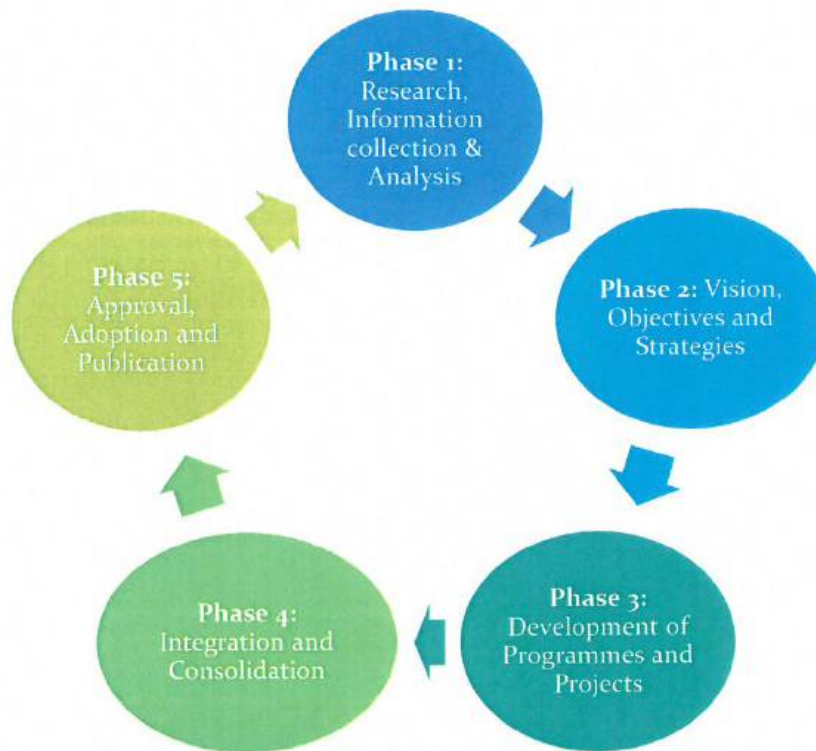 Phase 1:
Research,
Information
collection &
Analysis
Phase 2: Vision,
Objectives and
Strategies
Phase 3:
Development of
Programmes and
Projects
Phase 4:
Integration and
Consolidation
Phase 5:
Approval,
Adoption and
Publication